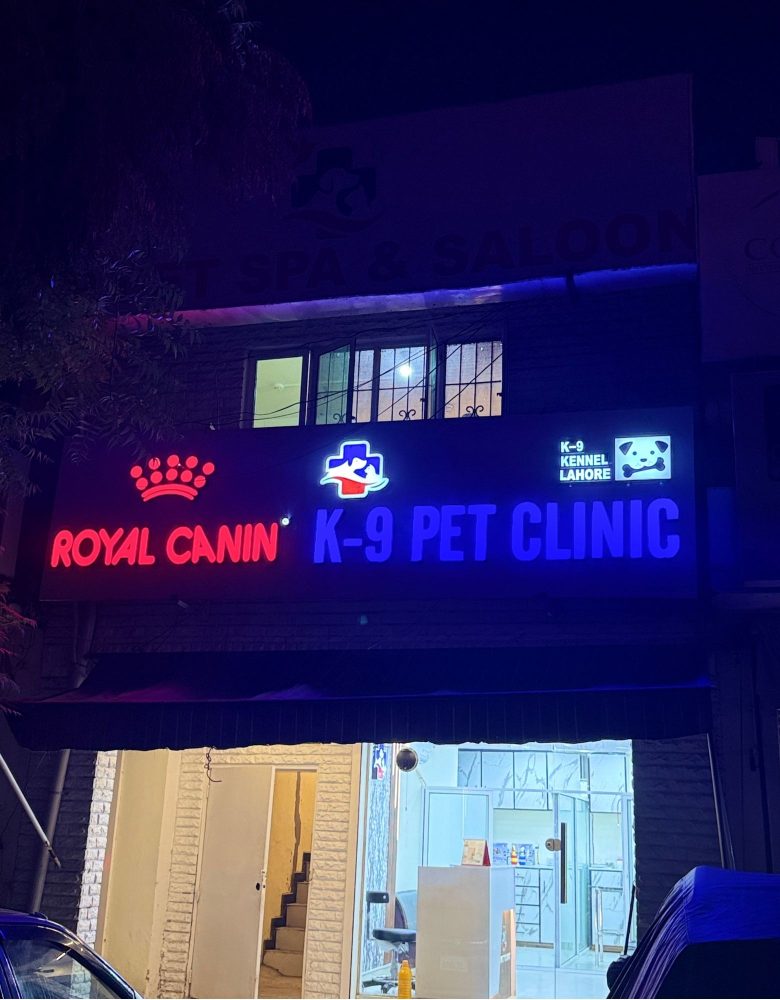 SPA & SALOON
K-9
KENNEL
LAHORE
ROYAL CANIN
K-9 PET CLINIC